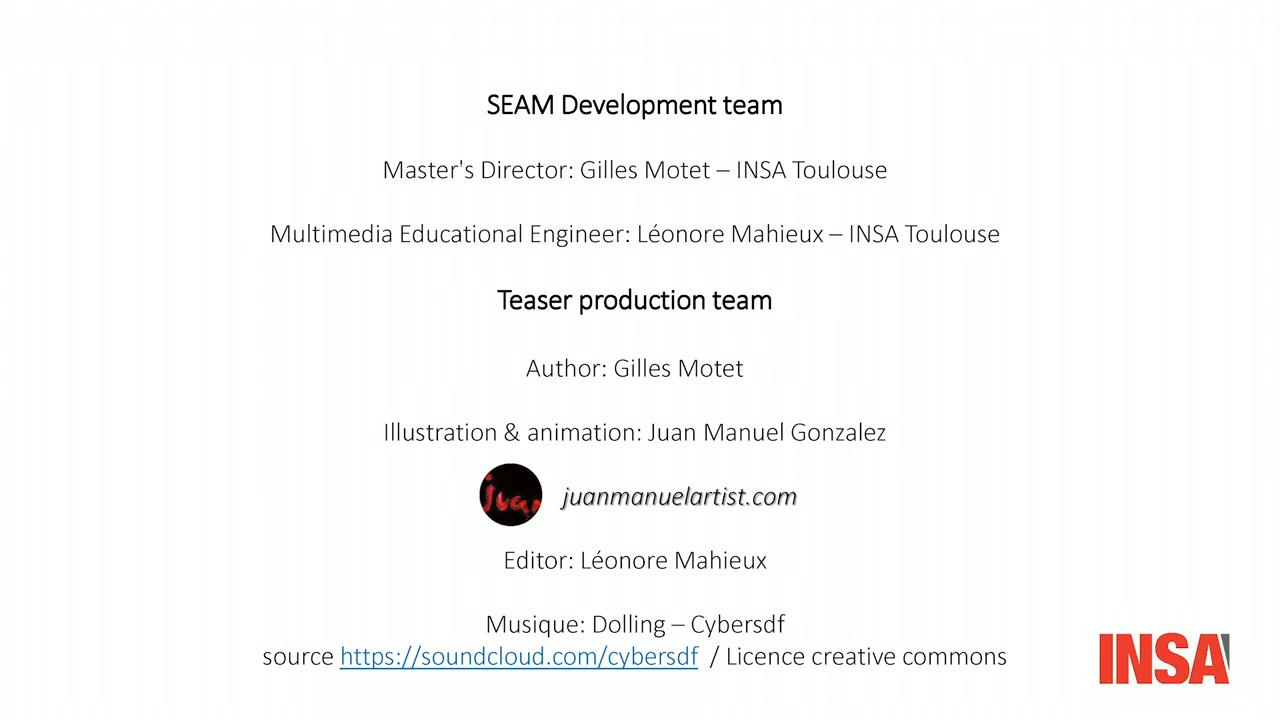 SEAM Development team
Master's Director: Gilles Motet – INSA Toulouse
Multimedia Educational Engineer: Léonore Mahieux – INSA Toulouse
Teaser production team
Author: Gilles Motet
Illustration & animation: Juan Manuel Gonzalez
juan
juanmanuelartist.com
Editor: Léonore Mahieux
Musique: Dolling – Cybersdf
source https://soundcloud.com/cybersdf / Licence creative commons
INSA